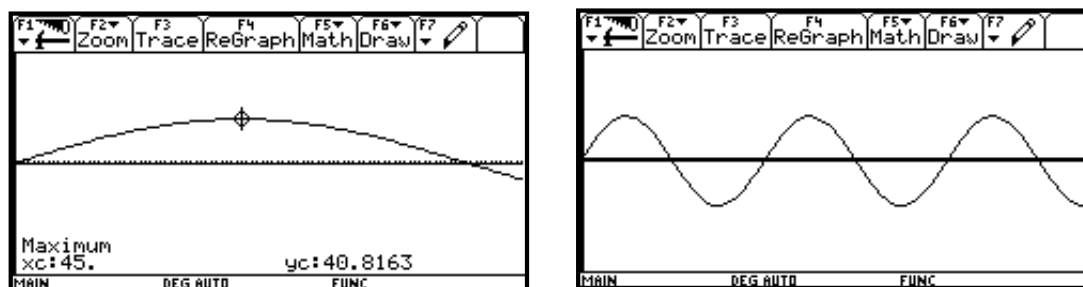 F1 F2 F3 F4 F5 F6 F7
Zoom Trace ReGraph Math Draw
Maximum
xc:45. yc:40.8163
MAIN DEG AUTO FUNC
F1 F2 F3 F4 F5 F6 F7
Zoom Trace ReGraph Math Draw
MAIN DEG AUTO FUNC